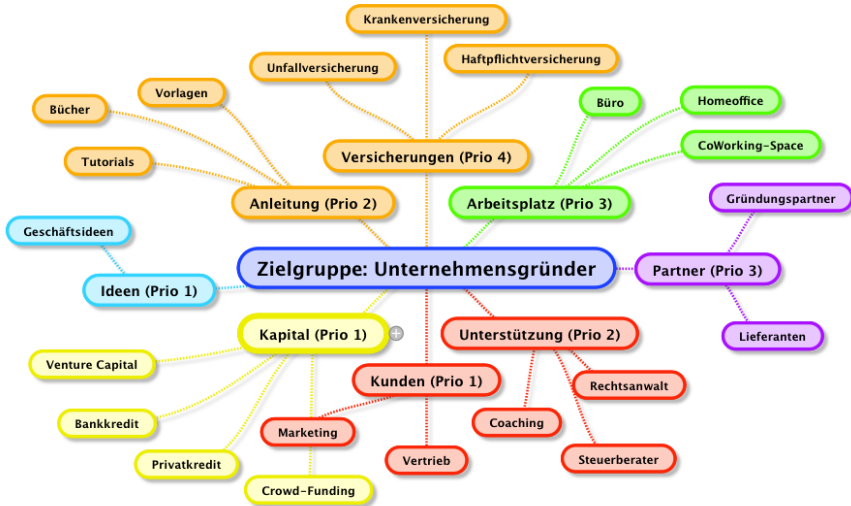 Krankenversicherung
Unfallversicherung
Haftpflichtversicherung
Vorlagen
Bücher
Tutorials
Versicherungen (Prio 4)
Anleitung (Prio 2)
Büro
Homeoffice
CoWorking-Space
Arbeitsplatz (Prio 3)
Gründungspartner
Geschäftsideen
Ideen (Prio 1)
Zielgruppe: Unternehmensgründer
Partner (Prio 3)
Lieferanten
Kapital (Prio 1)
Venture Capital
Bankkredit
Privatkredit
Crowd-Funding
Kunden (Prio 1)
Marketing
Vertrieb
Unterstützung (Prio 2)
Rechtsanwalt
Coaching
Steuerberater